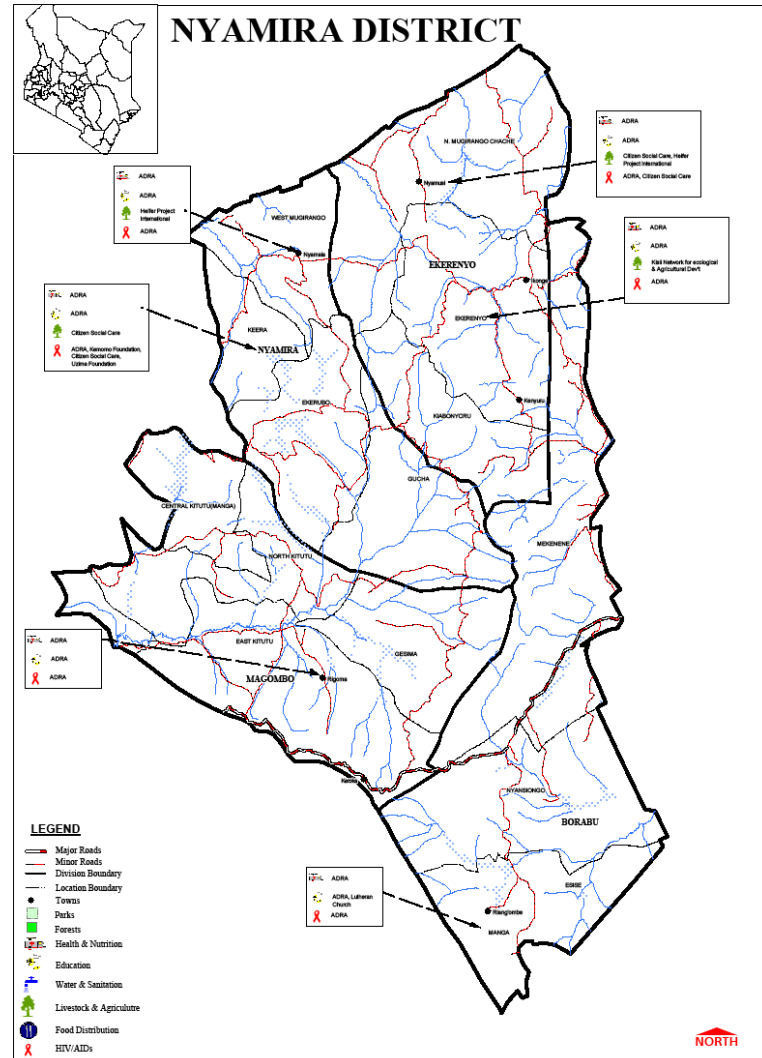 NYAMIRA DISTRICT
ADRA
ADRA
Citizen Social Care, Heifer
Project International
ADRA, Citizen Social Care
N. MUGIRANGO CHACHE
Nyamusi
ADRA
ADRA
Heifer Project
International
ADRA
WEST MUGIRANGO
Nyamaia
ADRA
ADRA
Kisii Network for ecological
& Agricultural Dev't
ADRA
EKERENYO
Ikonge
EKERENYO
ADRA
ADRA
Citizen Social Care
ADRA, Kemomo Foundation,
Citizen Social Care,
Uzima Foundation
KEERA
NYAMIRA
EKERUBO
Kenyuru
KIABONYORU
GUCHA
CENTRAL KITUTU(MANGA)
MEKENENE
NORTH KITUTU
ADRA
ADRA
ADRA
EAST KITUTU
GESIMA
MAGOMBO
Rigoma
Keroka
NYANSIONGO
BORABU
ADRA
ADRA, Lutheran
Church
ADRA
ESISE
Riang'ombe
MANGA
LEGEND
Major Roads
Minor Roads
Division Boundary
Location Boundary
Towns
Parks
Forests
Health & Nutrition
Education
Water & Sanitation
Livestock & Agriculutre
Food Distribution
HIV/AIDs
NORTH